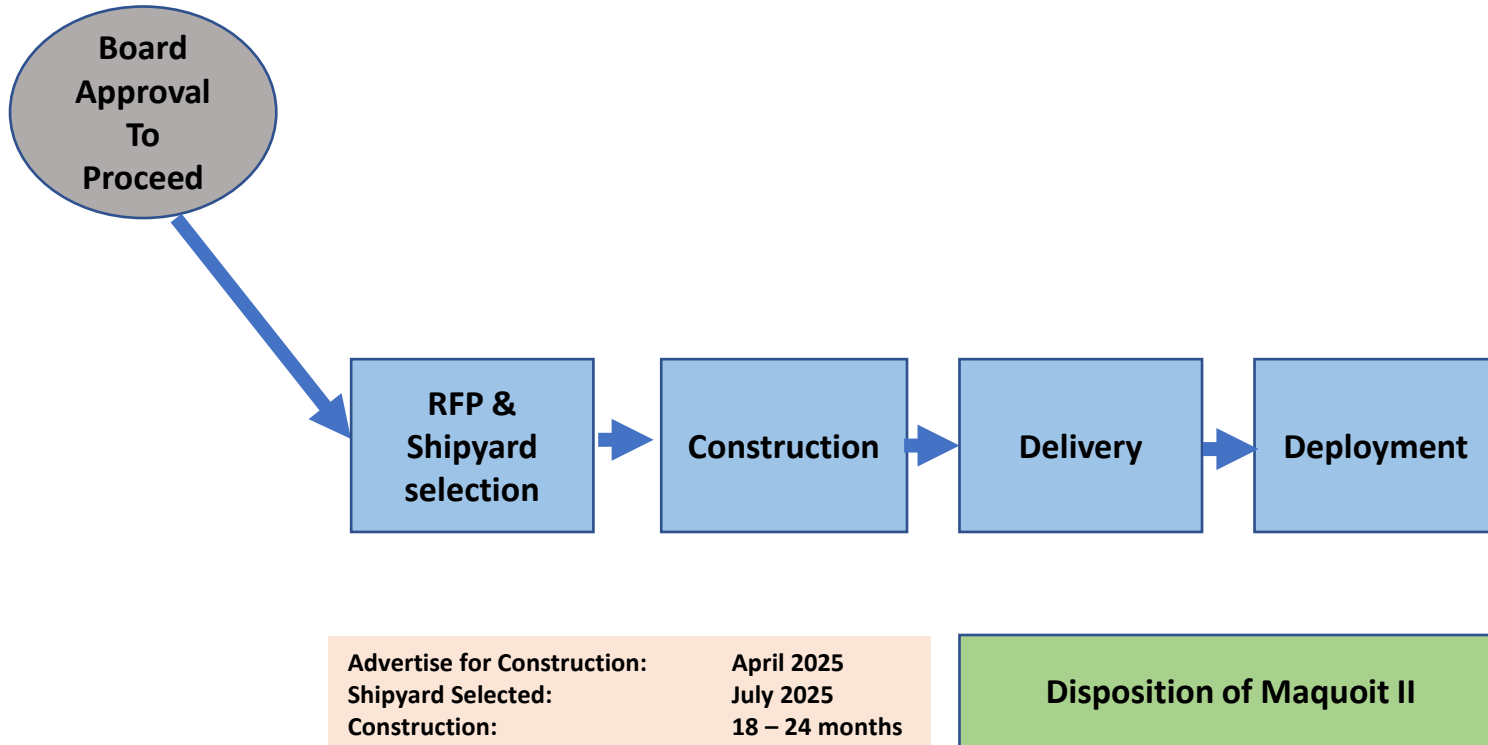 Board
Approval
To
Proceed
RFP &
Shipyard
selection
Construction
Delivery
Deployment
Advertise for Construction: April 2025
Shipyard Selected: July 2025
Construction: 18 – 24 months
Disposition of Maquoit II